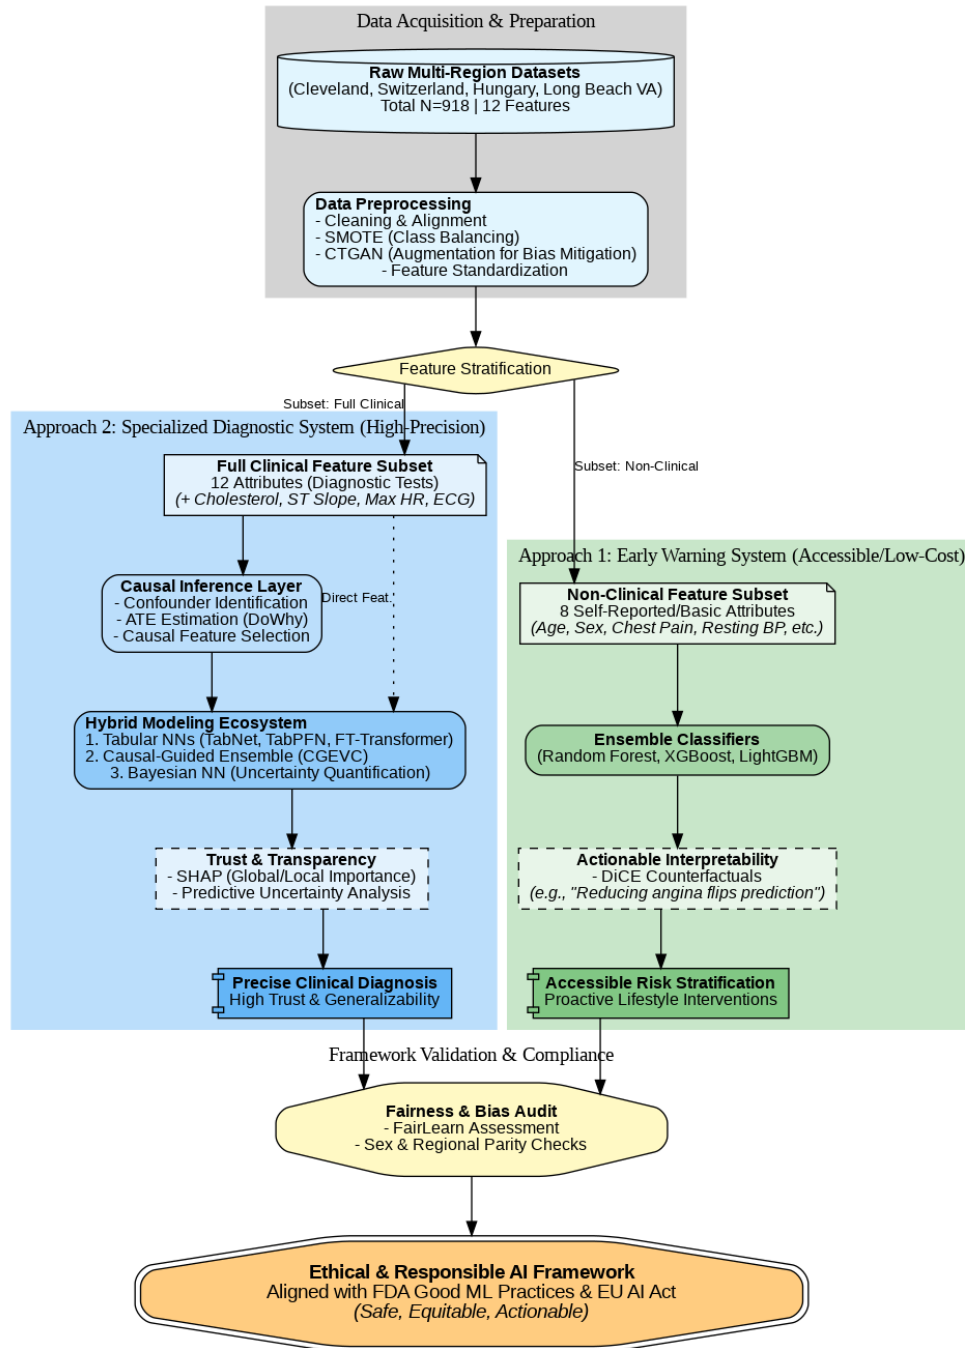 Data Acquisition & Preparation
Raw Multi-Region Datasets
(Cleveland, Switzerland, Hungary, Long Beach VA)
Total N=918 | 12 Features
Data Preprocessing
- Cleaning & Alignment
- SMOTE (Class Balancing)
- CTGAN (Augmentation for Bias Mitigation)
- Feature Standardization
Feature Stratification
Subset: Full Clinical
Approach 2: Specialized Diagnostic System (High-Precision)
Full Clinical Feature Subset
12 Attributes (Diagnostic Tests)
(+ Cholesterol, ST Slope, Max HR, ECG)
Causal Inference Layer
- Confounder Identification
- ATE Estimation (DoWhy)
- Causal Feature Selection
Direct Feat.
Hybrid Modeling Ecosystem
1. Tabular NNs (TabNet, TabPFN, FT-Transformer)
2. Causal-Guided Ensemble (CGEVC)
3. Bayesian NN (Uncertainty Quantification)
Trust & Transparency
- SHAP (Global/Local Importance)
- Predictive Uncertainty Analysis
Precise Clinical Diagnosis
High Trust & Generalizability
Subset: Non-Clinical
Approach 1: Early Warning System (Accessible/Low-Cost)
Non-Clinical Feature Subset
8 Self-Reported/Basic Attributes
(Age, Sex, Chest Pain, Resting BP, etc.)
Ensemble Classifiers
(Random Forest, XGBoost, LightGBM)
Actionable Interpretability
- DiCE Counterfactuals
(e.g., "Reducing angina flips prediction")
Accessible Risk Stratification
Proactive Lifestyle Interventions
Framework Validation & Compliance
Fairness & Bias Audit
- FairLearn Assessment
- Sex & Regional Parity Checks
Ethical & Responsible AI Framework
Aligned with FDA Good ML Practices & EU AI Act
(Safe, Equitable, Actionable)